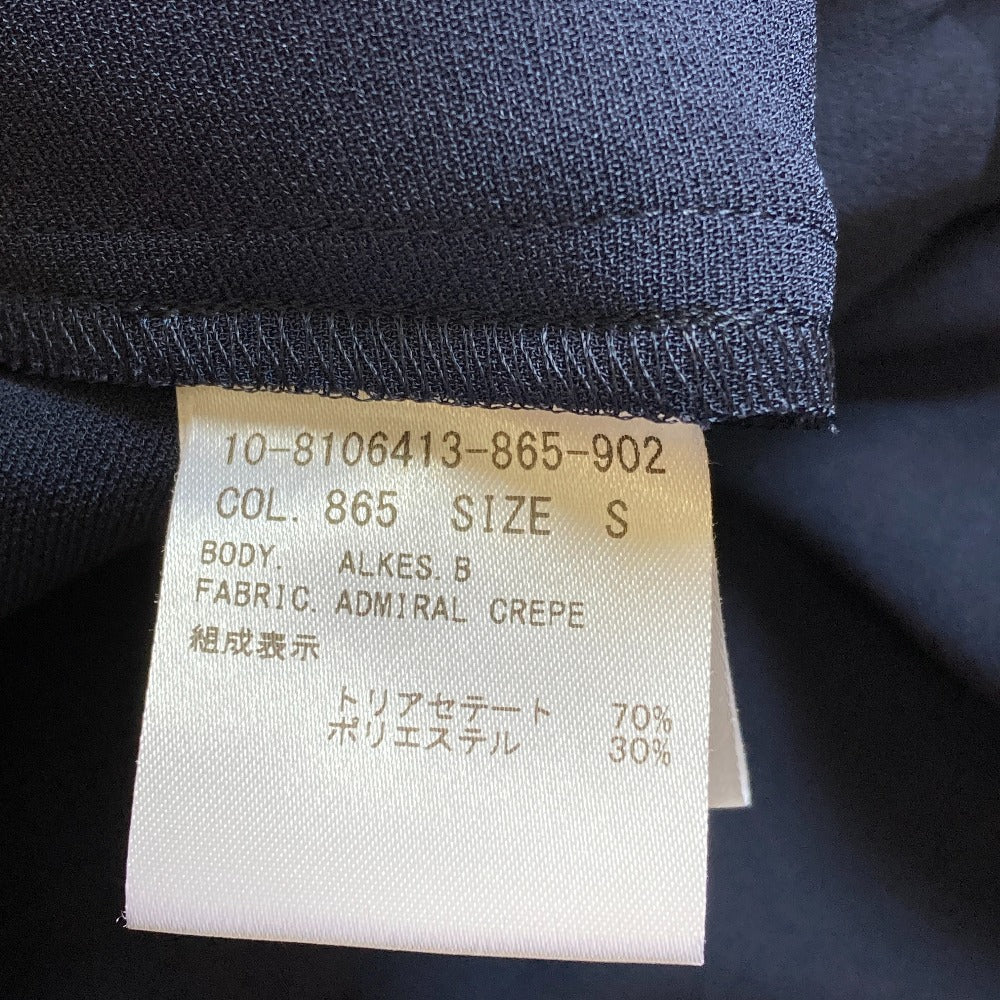 10-8106413-865-902
COL. 865 SIZE S
BODY. ALKES. B
FABRIC. ADMIRAL CREPE
組成表示
トリアセテート 70%
ポリエステル 30%